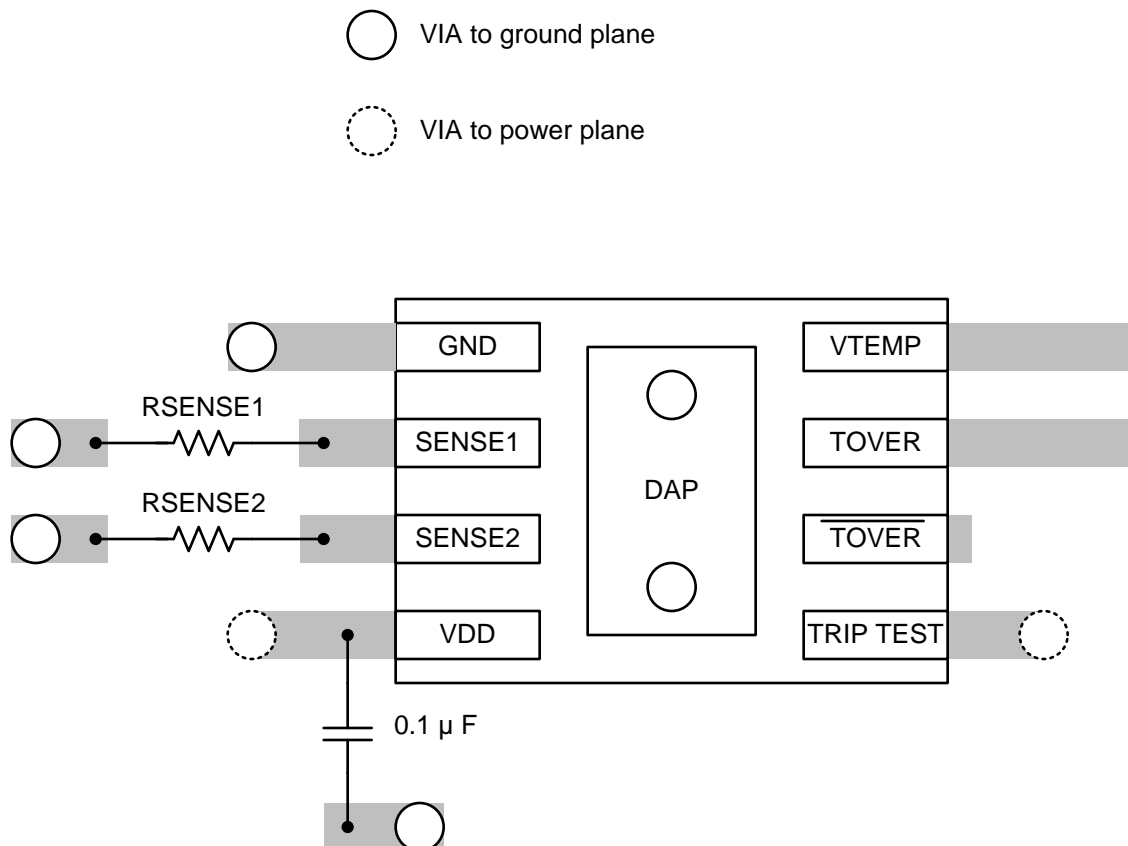 VIA to ground plane
VIA to power plane
GND
VTEMP
RSENSE1
SENSE1
TOVER
DAP
RSENSE2
SENSE2
T̅O̅V̅E̅R̅
VDD
TRIP TEST
0.1 µ F